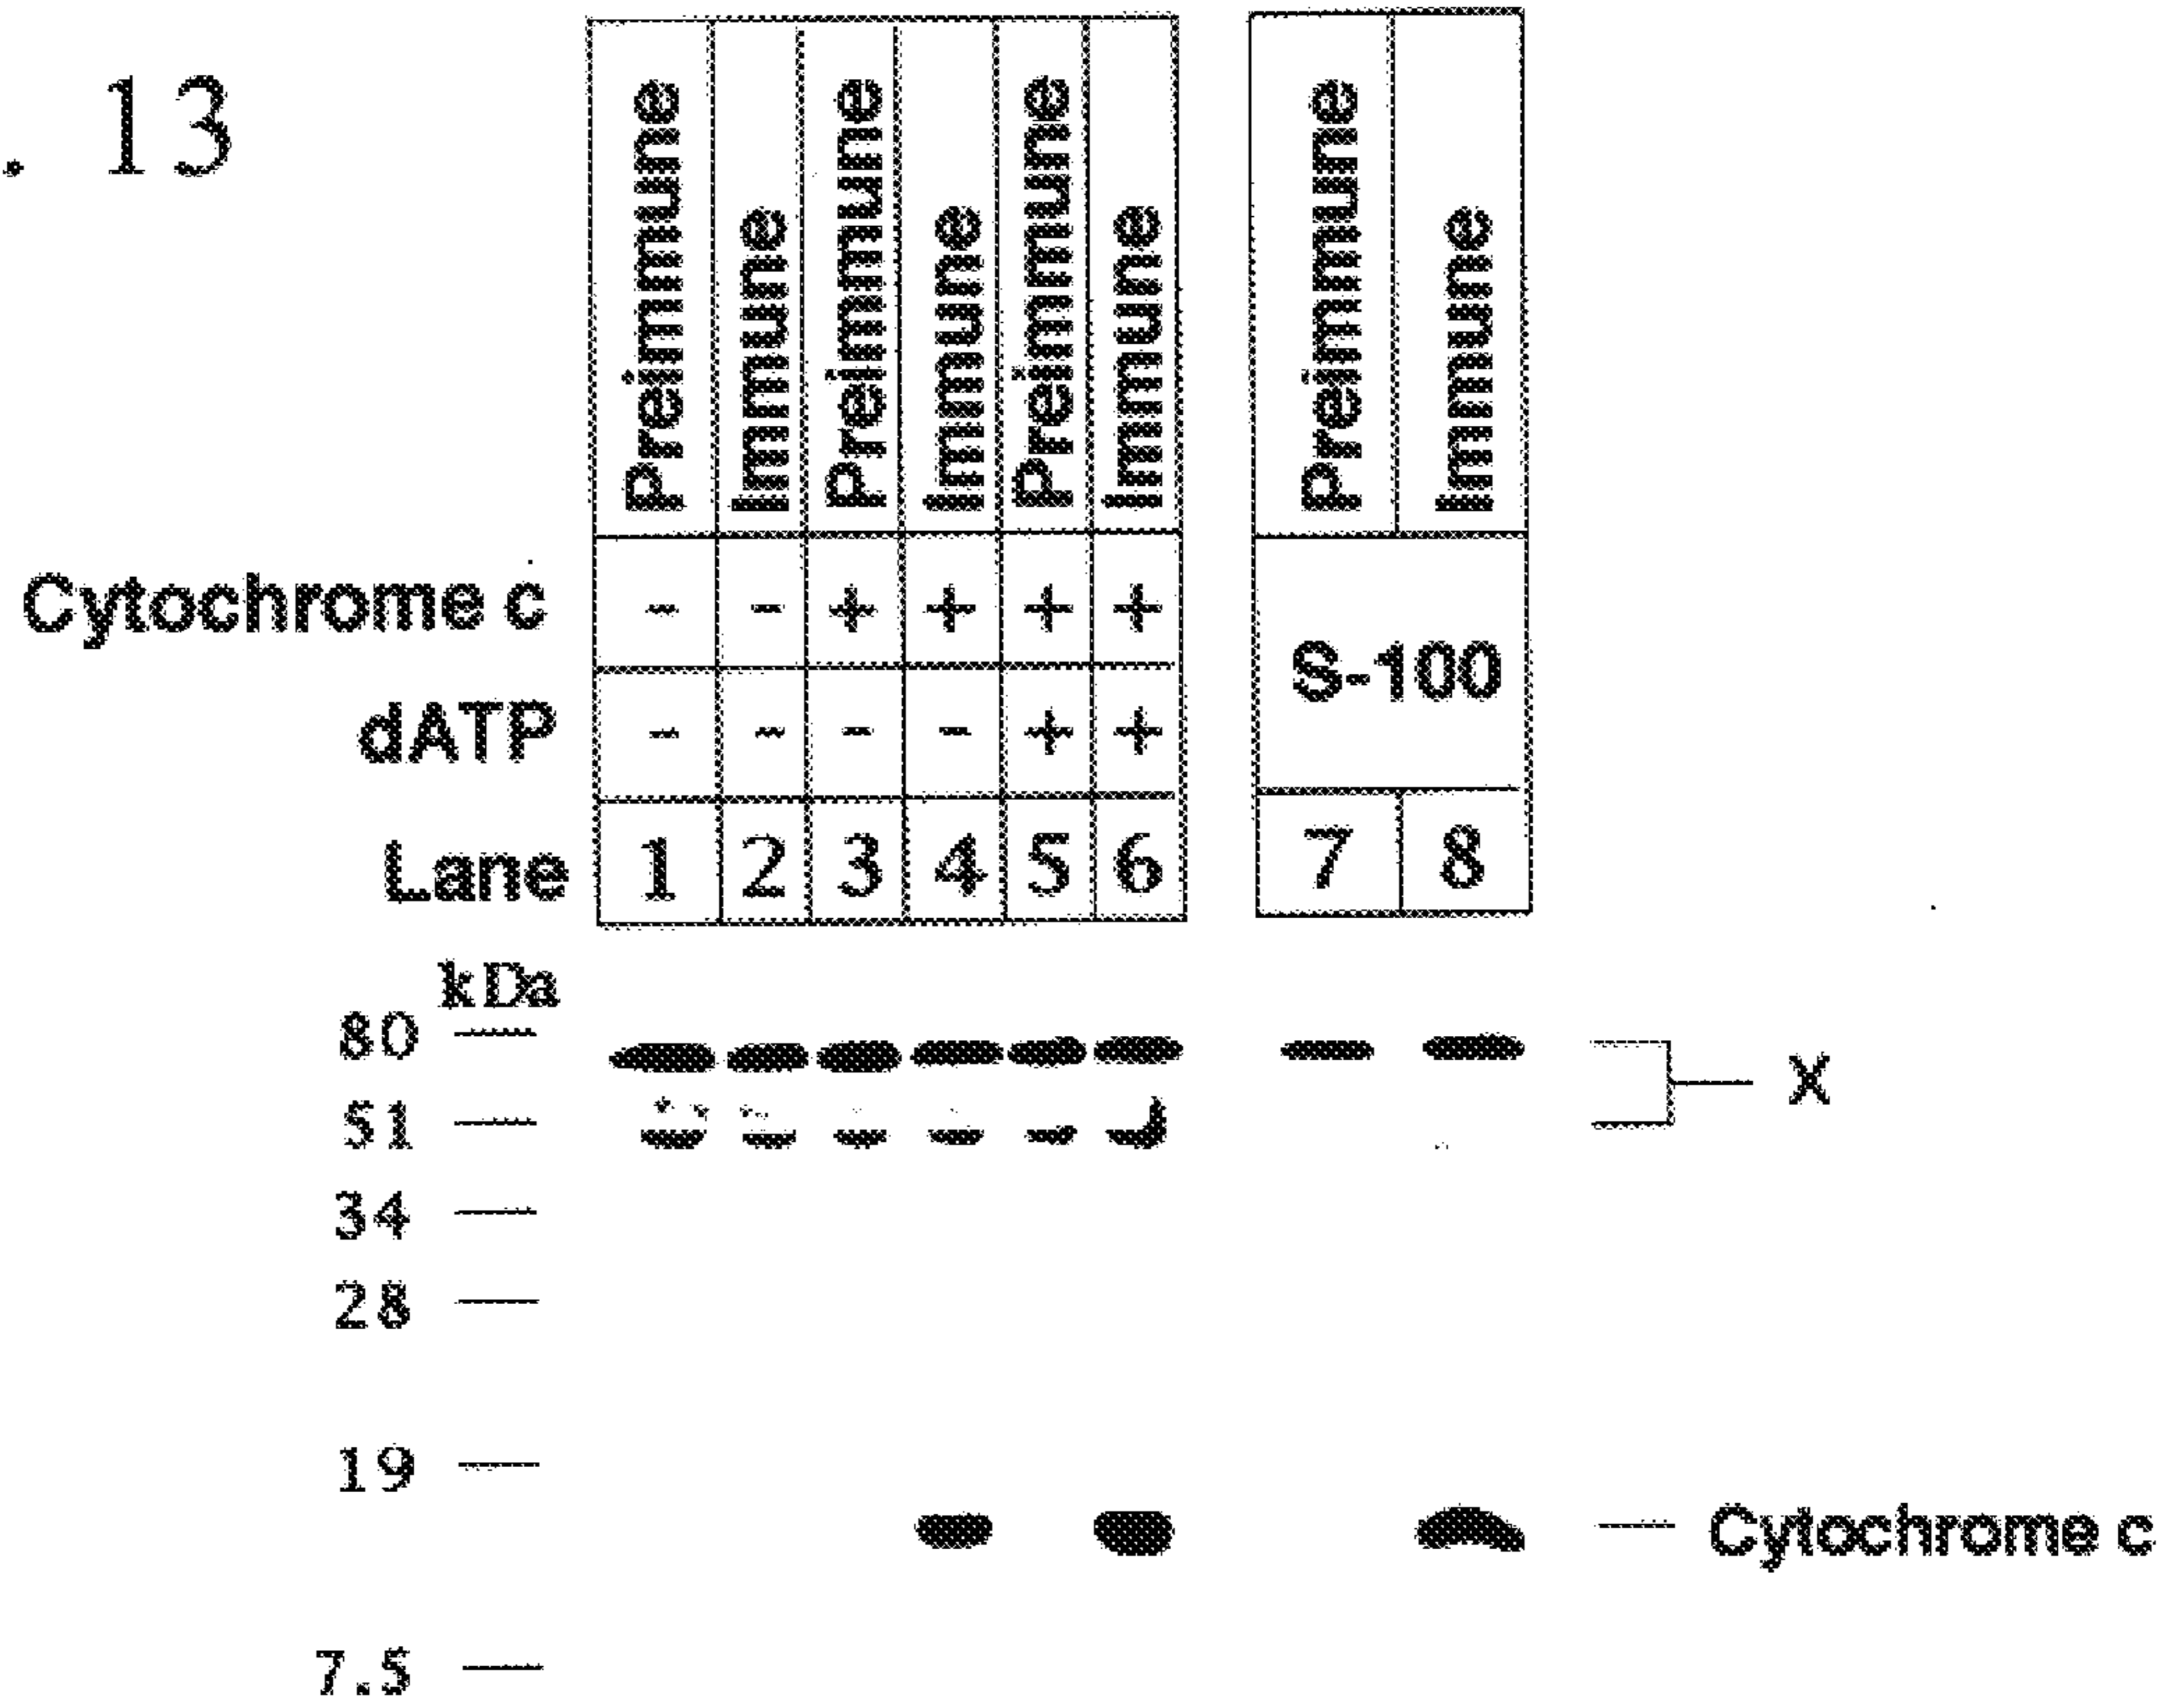 . 13
Preimmune Immune Preimmune Immune Preimmune Immune Preimmune Immune
Cytochrome c - - + + + + S-100
dATP - - - - + +
Lane 1 2 3 4 5 6 7 8
kDa
80
X
51
34
28
19
Cytochrome c
7.5